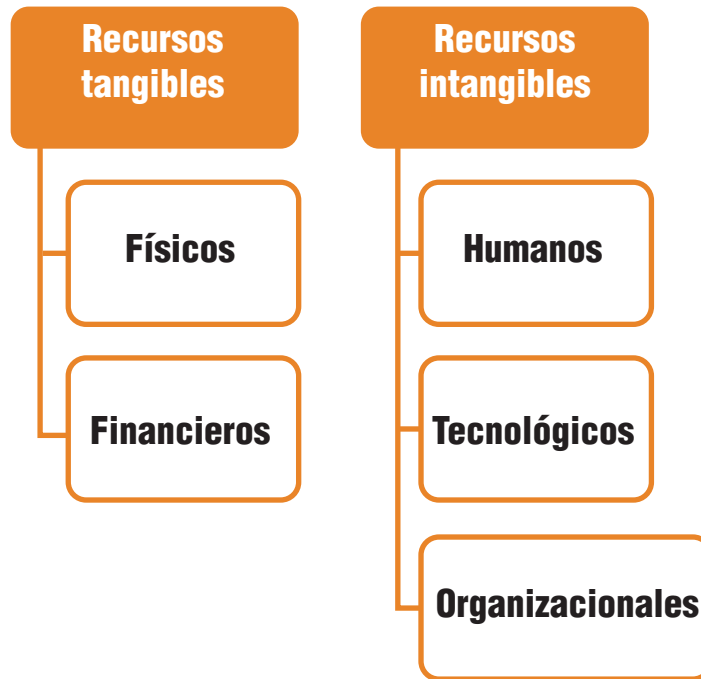 Recursos
tangibles
Físicos
Financieros
Recursos
intangibles
Humanos
Tecnológicos
Organizacionales